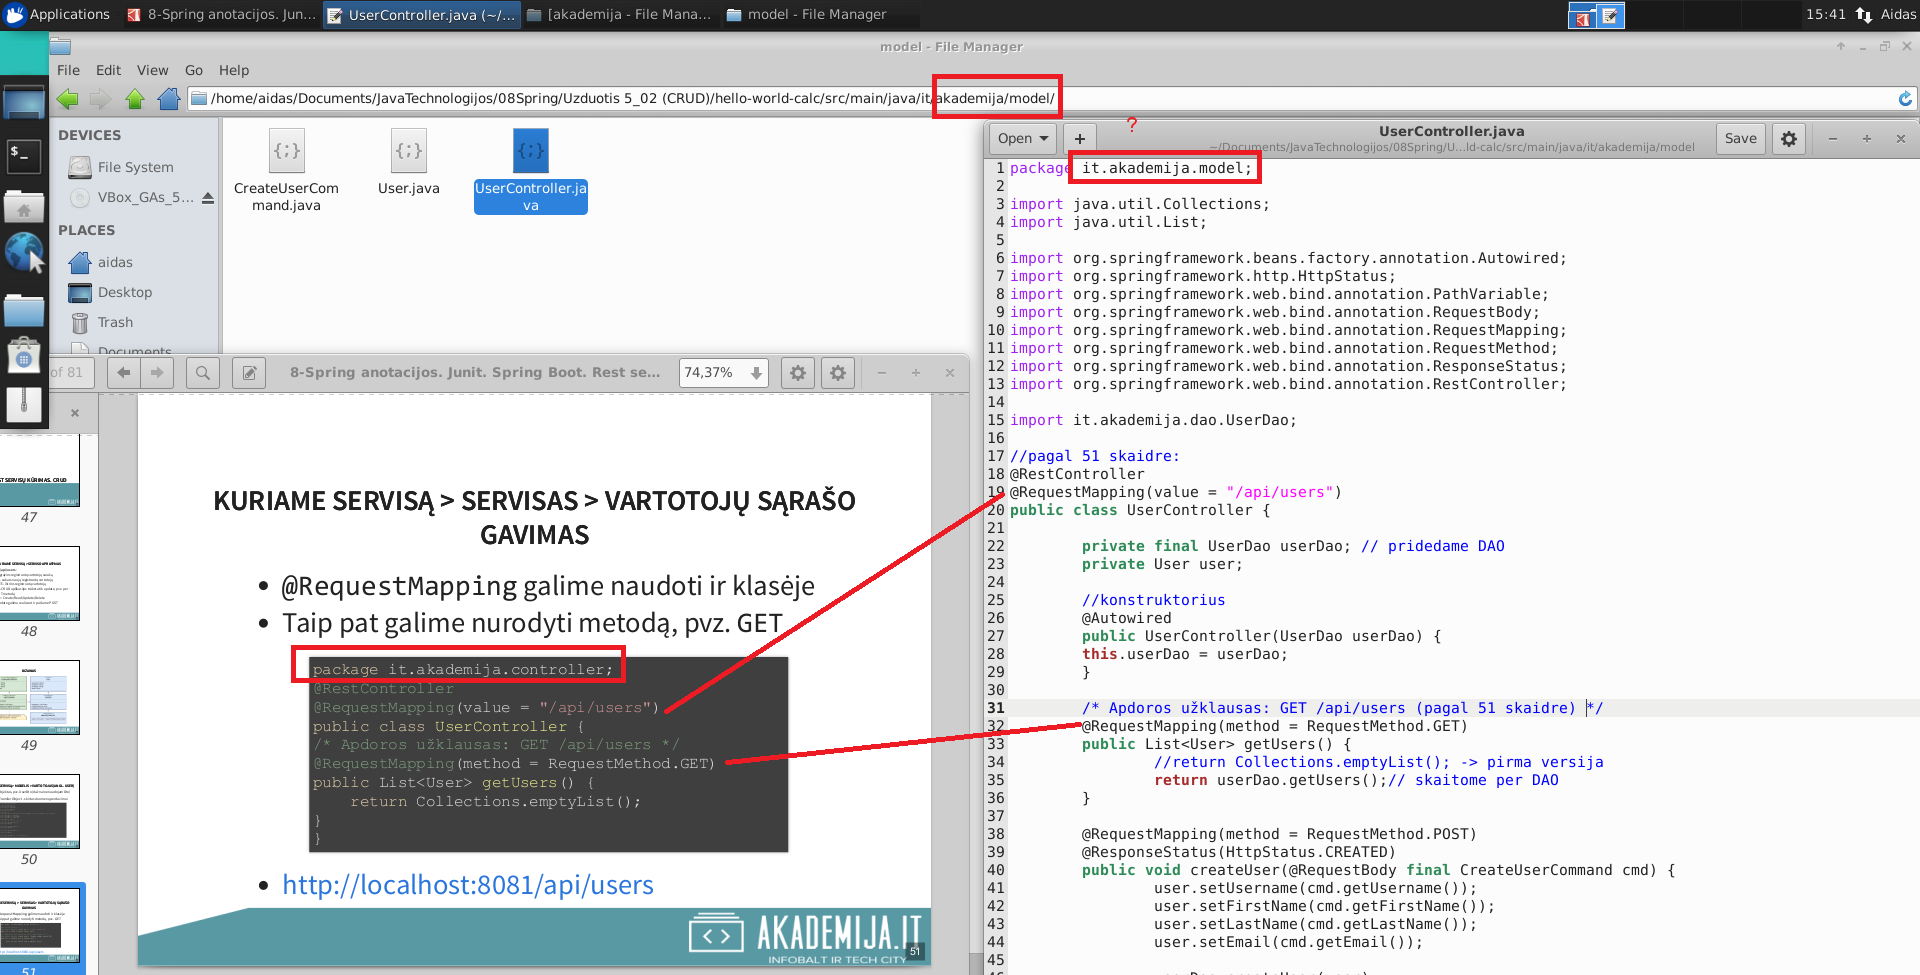 Applications
8-Spring anotacijos. Jun...
UserController.java (~/...
[akademija - File Mana...
model - File Manager
15:41
Aidas
model - File Manager
File Edit View Go Help
/home/aidas/Documents/JavaTechnologijos/08Spring/Uzduotis 5_02 (CRUD)/hello-world-calc/src/main/java/it/akademija/model/
DEVICES
File System
VBox_GAs_5...
PLACES
aidas
Desktop
Trash
Documents
CreateUserCom
mand.java
User.java
UserController.ja
va
of 81
8-Spring anotacijos. Junit. Spring Boot. Rest se...
74,37%
47
48
49
50
51
KURIAME SERVISĄ > SERVISAS > VARTOTOJŲ SĄRAŠO
GAVIMAS
• @RequestMapping galime naudoti ir klasėje
• Taip pat galime nurodyti metodą, pvz. GET
package it.akademija.controller;
@RestController
@RequestMapping(value = "/api/users")
public class UserController {
/* Apdoros užklausas: GET /api/users */
@RequestMapping(method = RequestMethod.GET)
public List<User> getUsers() {
return Collections.emptyList();
}
}
• http://localhost:8081/api/users
AKADEMIJA.IT
INFOBALT IR TECH CITY
51
?
Open
+
UserController.java
~/Documents/JavaTechnologijos/08Spring/U...ld-calc/src/main/java/it/akademija/model
Save
1 package it.akademija.model;
2
3 import java.util.Collections;
4 import java.util.List;
5
6 import org.springframework.beans.factory.annotation.Autowired;
7 import org.springframework.http.HttpStatus;
8 import org.springframework.web.bind.annotation.PathVariable;
9 import org.springframework.web.bind.annotation.RequestBody;
10 import org.springframework.web.bind.annotation.RequestMapping;
11 import org.springframework.web.bind.annotation.RequestMethod;
12 import org.springframework.web.bind.annotation.ResponseStatus;
13 import org.springframework.web.bind.annotation.RestController;
14
15 import it.akademija.dao.UserDao;
16
17 //pagal 51 skaidre:
18 @RestController
19 @RequestMapping(value = "/api/users")
20 public class UserController {
21
22 private final UserDao userDao; // pridedame DAO
23 private User user;
24
25 //konstruktorius
26 @Autowired
27 public UserController(UserDao userDao) {
28 this.userDao = userDao;
29 }
30
31 /* Apdoros užklausas: GET /api/users (pagal 51 skaidre) */
32 @RequestMapping(method = RequestMethod.GET)
33 public List<User> getUsers() {
34 //return Collections.emptyList(); -> pirma versija
35 return userDao.getUsers();// skaitome per DAO
36 }
37
38 @RequestMapping(method = RequestMethod.POST)
39 @ResponseStatus(HttpStatus.CREATED)
40 public void createUser(@RequestBody final CreateUserCommand cmd) {
41 user.setUsername(cmd.getUsername());
42 user.setFirstName(cmd.getFirstName());
43 user.setLastName(cmd.getLastName());
44 user.setEmail(cmd.getEmail());
45